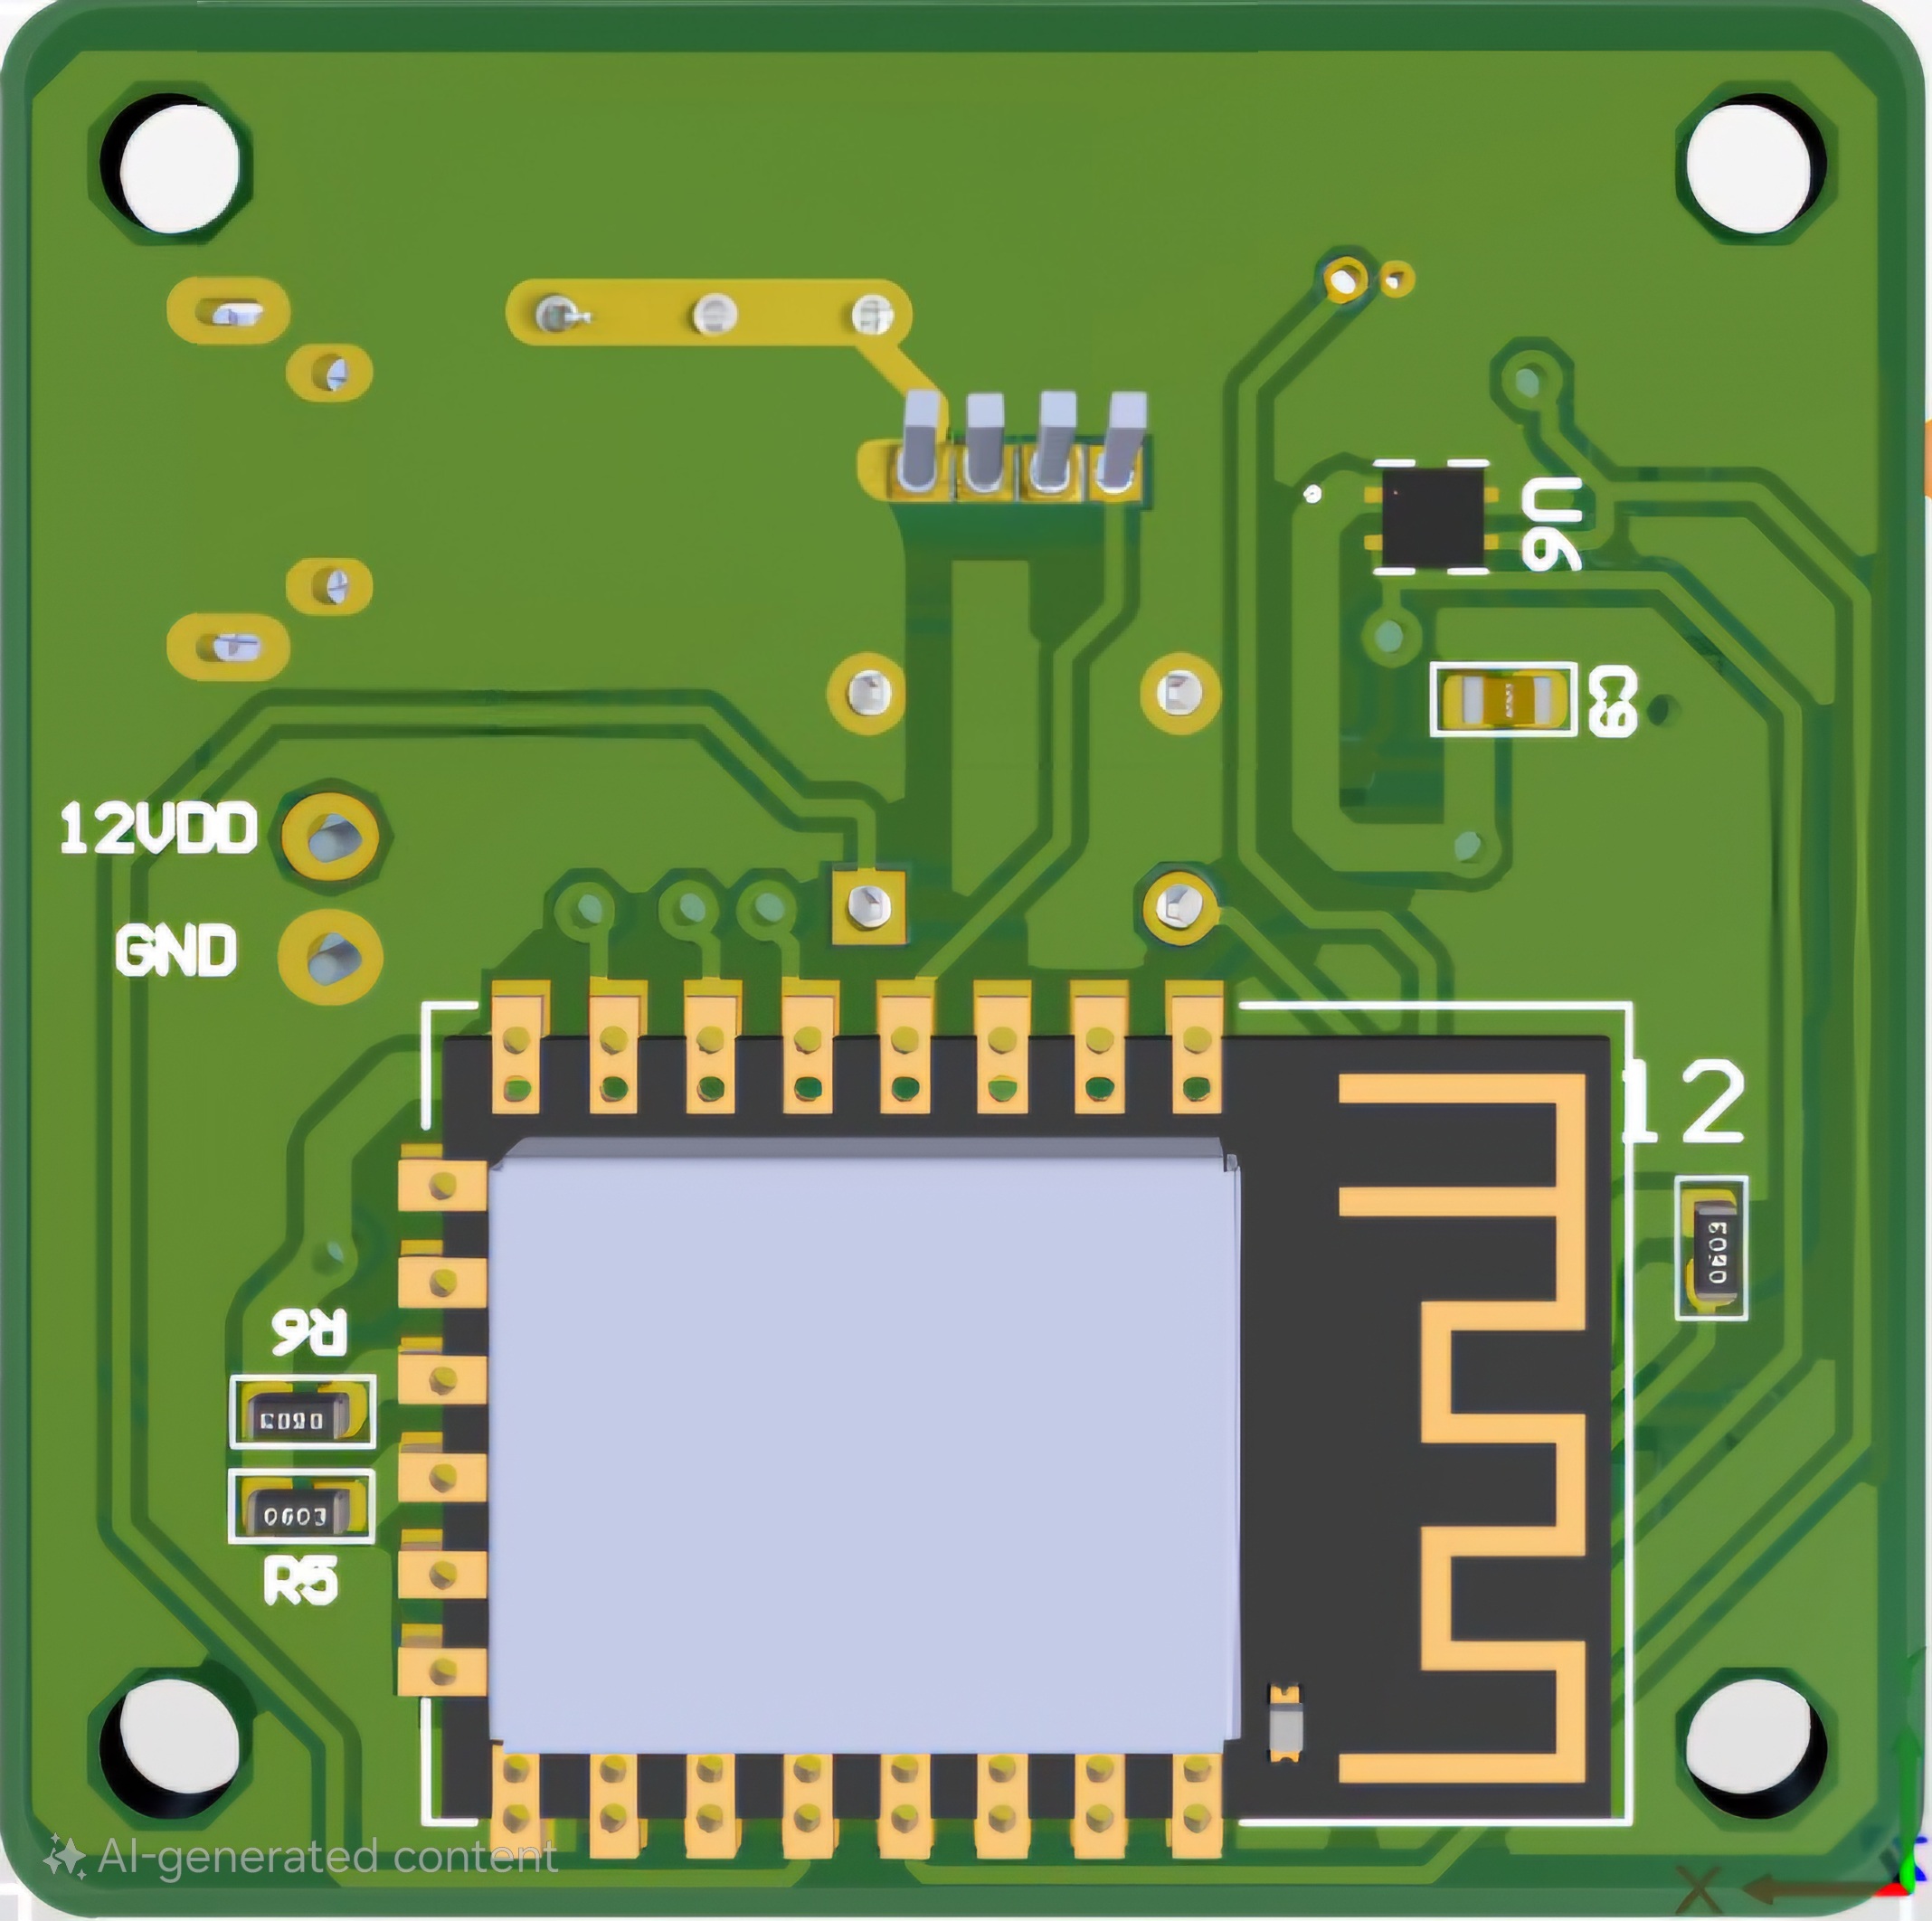 U6
C8
12VDD
GND
12
R6
0603
0603
0603
R5
AI-generated content
X